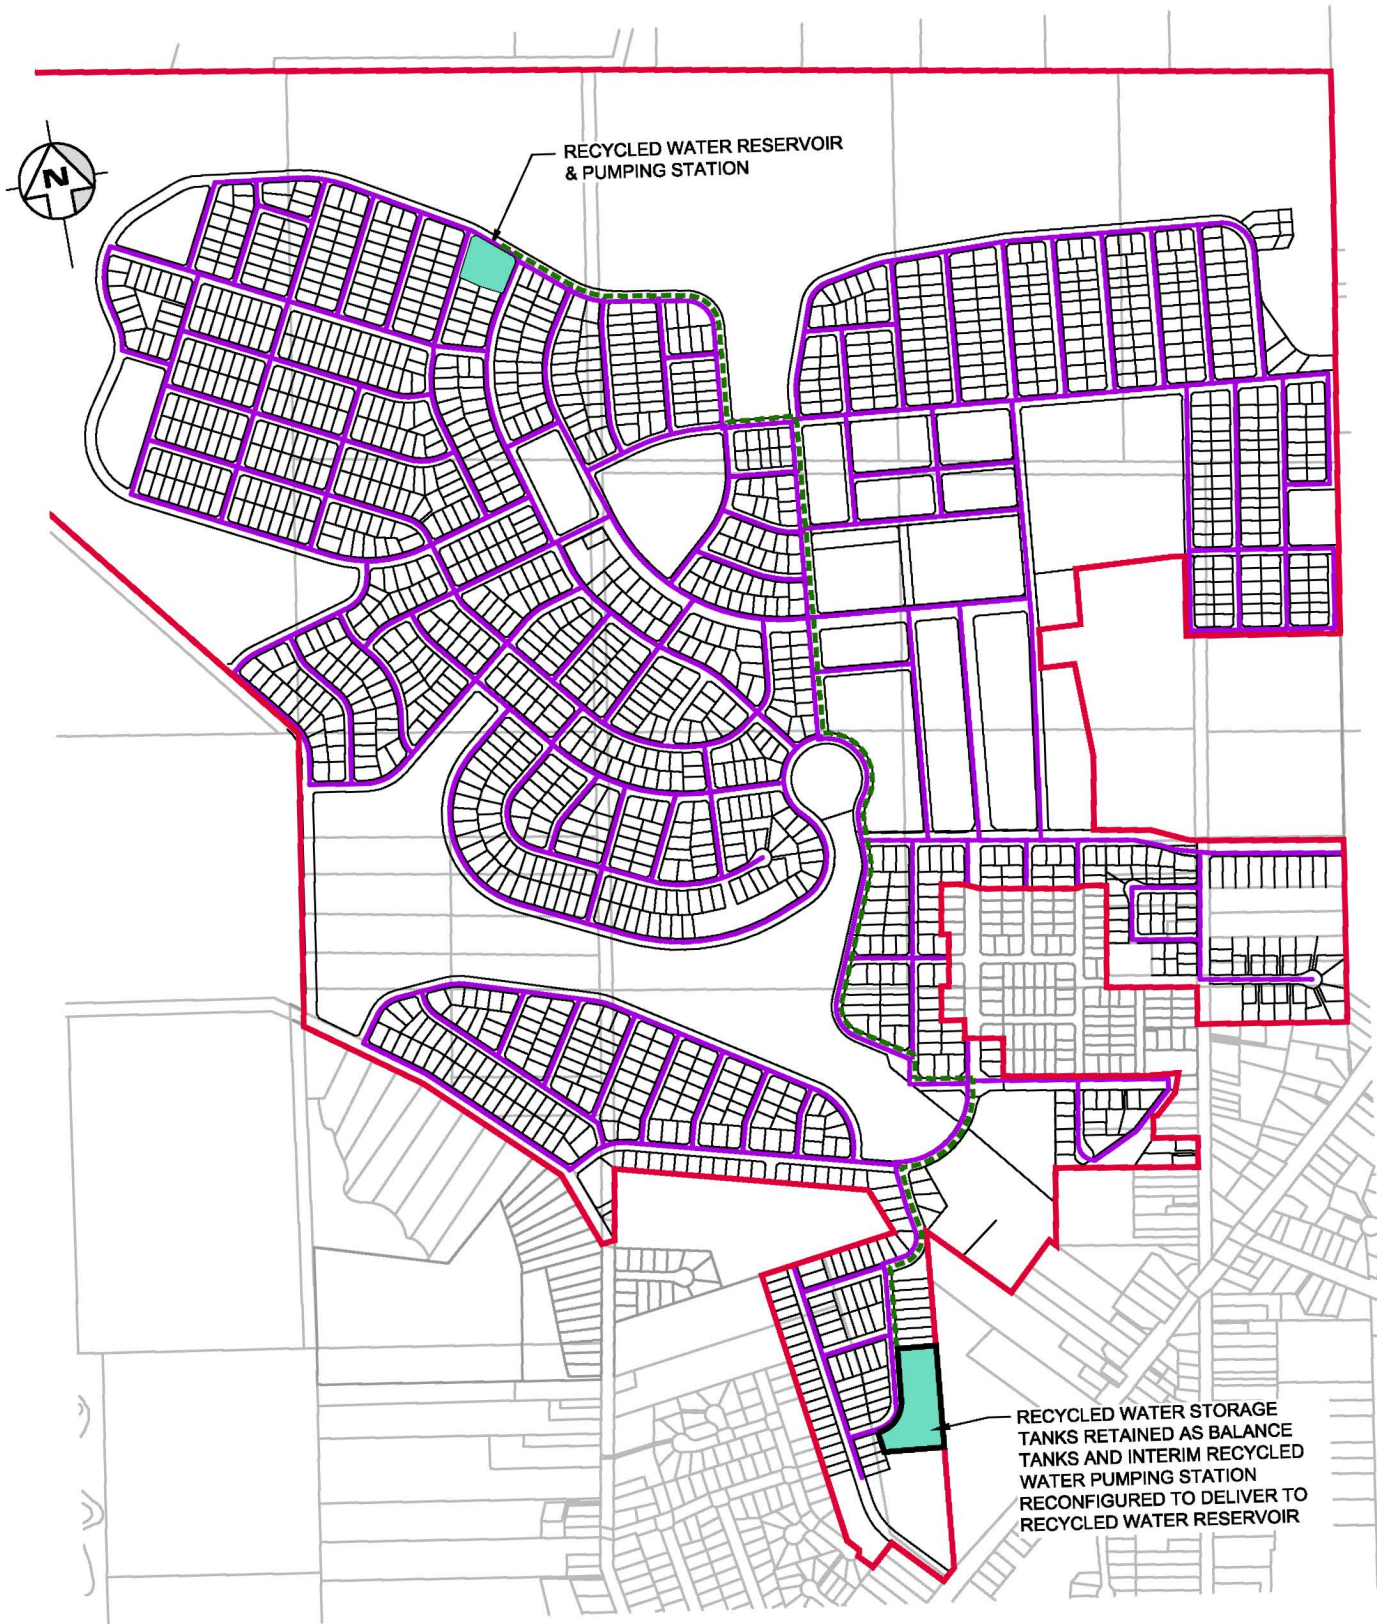 RECYCLED WATER RESERVOIR
& PUMPING STATION
N
RECYCLED WATER STORAGE
TANKS RETAINED AS BALANCE
TANKS AND INTERIM RECYCLED
WATER PUMPING STATION
RECONFIGURED TO DELIVER TO
RECYCLED WATER RESERVOIR